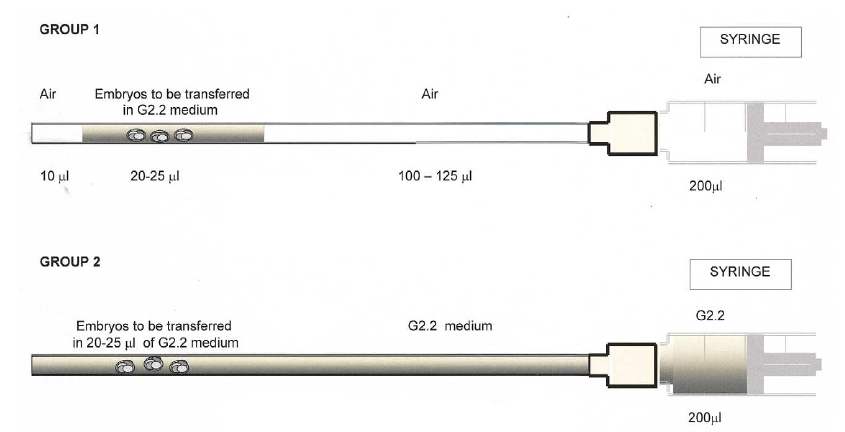 GROUP 1
SYRINGE
Air
Air
Embryos to be transferred
in G2.2 medium
Air
10 µl
20-25 µl
100 – 125 µl
200µl
GROUP 2
SYRINGE
G2.2
Embryos to be transferred
in 20-25 µl of G2.2 medium
G2.2 medium
200µl